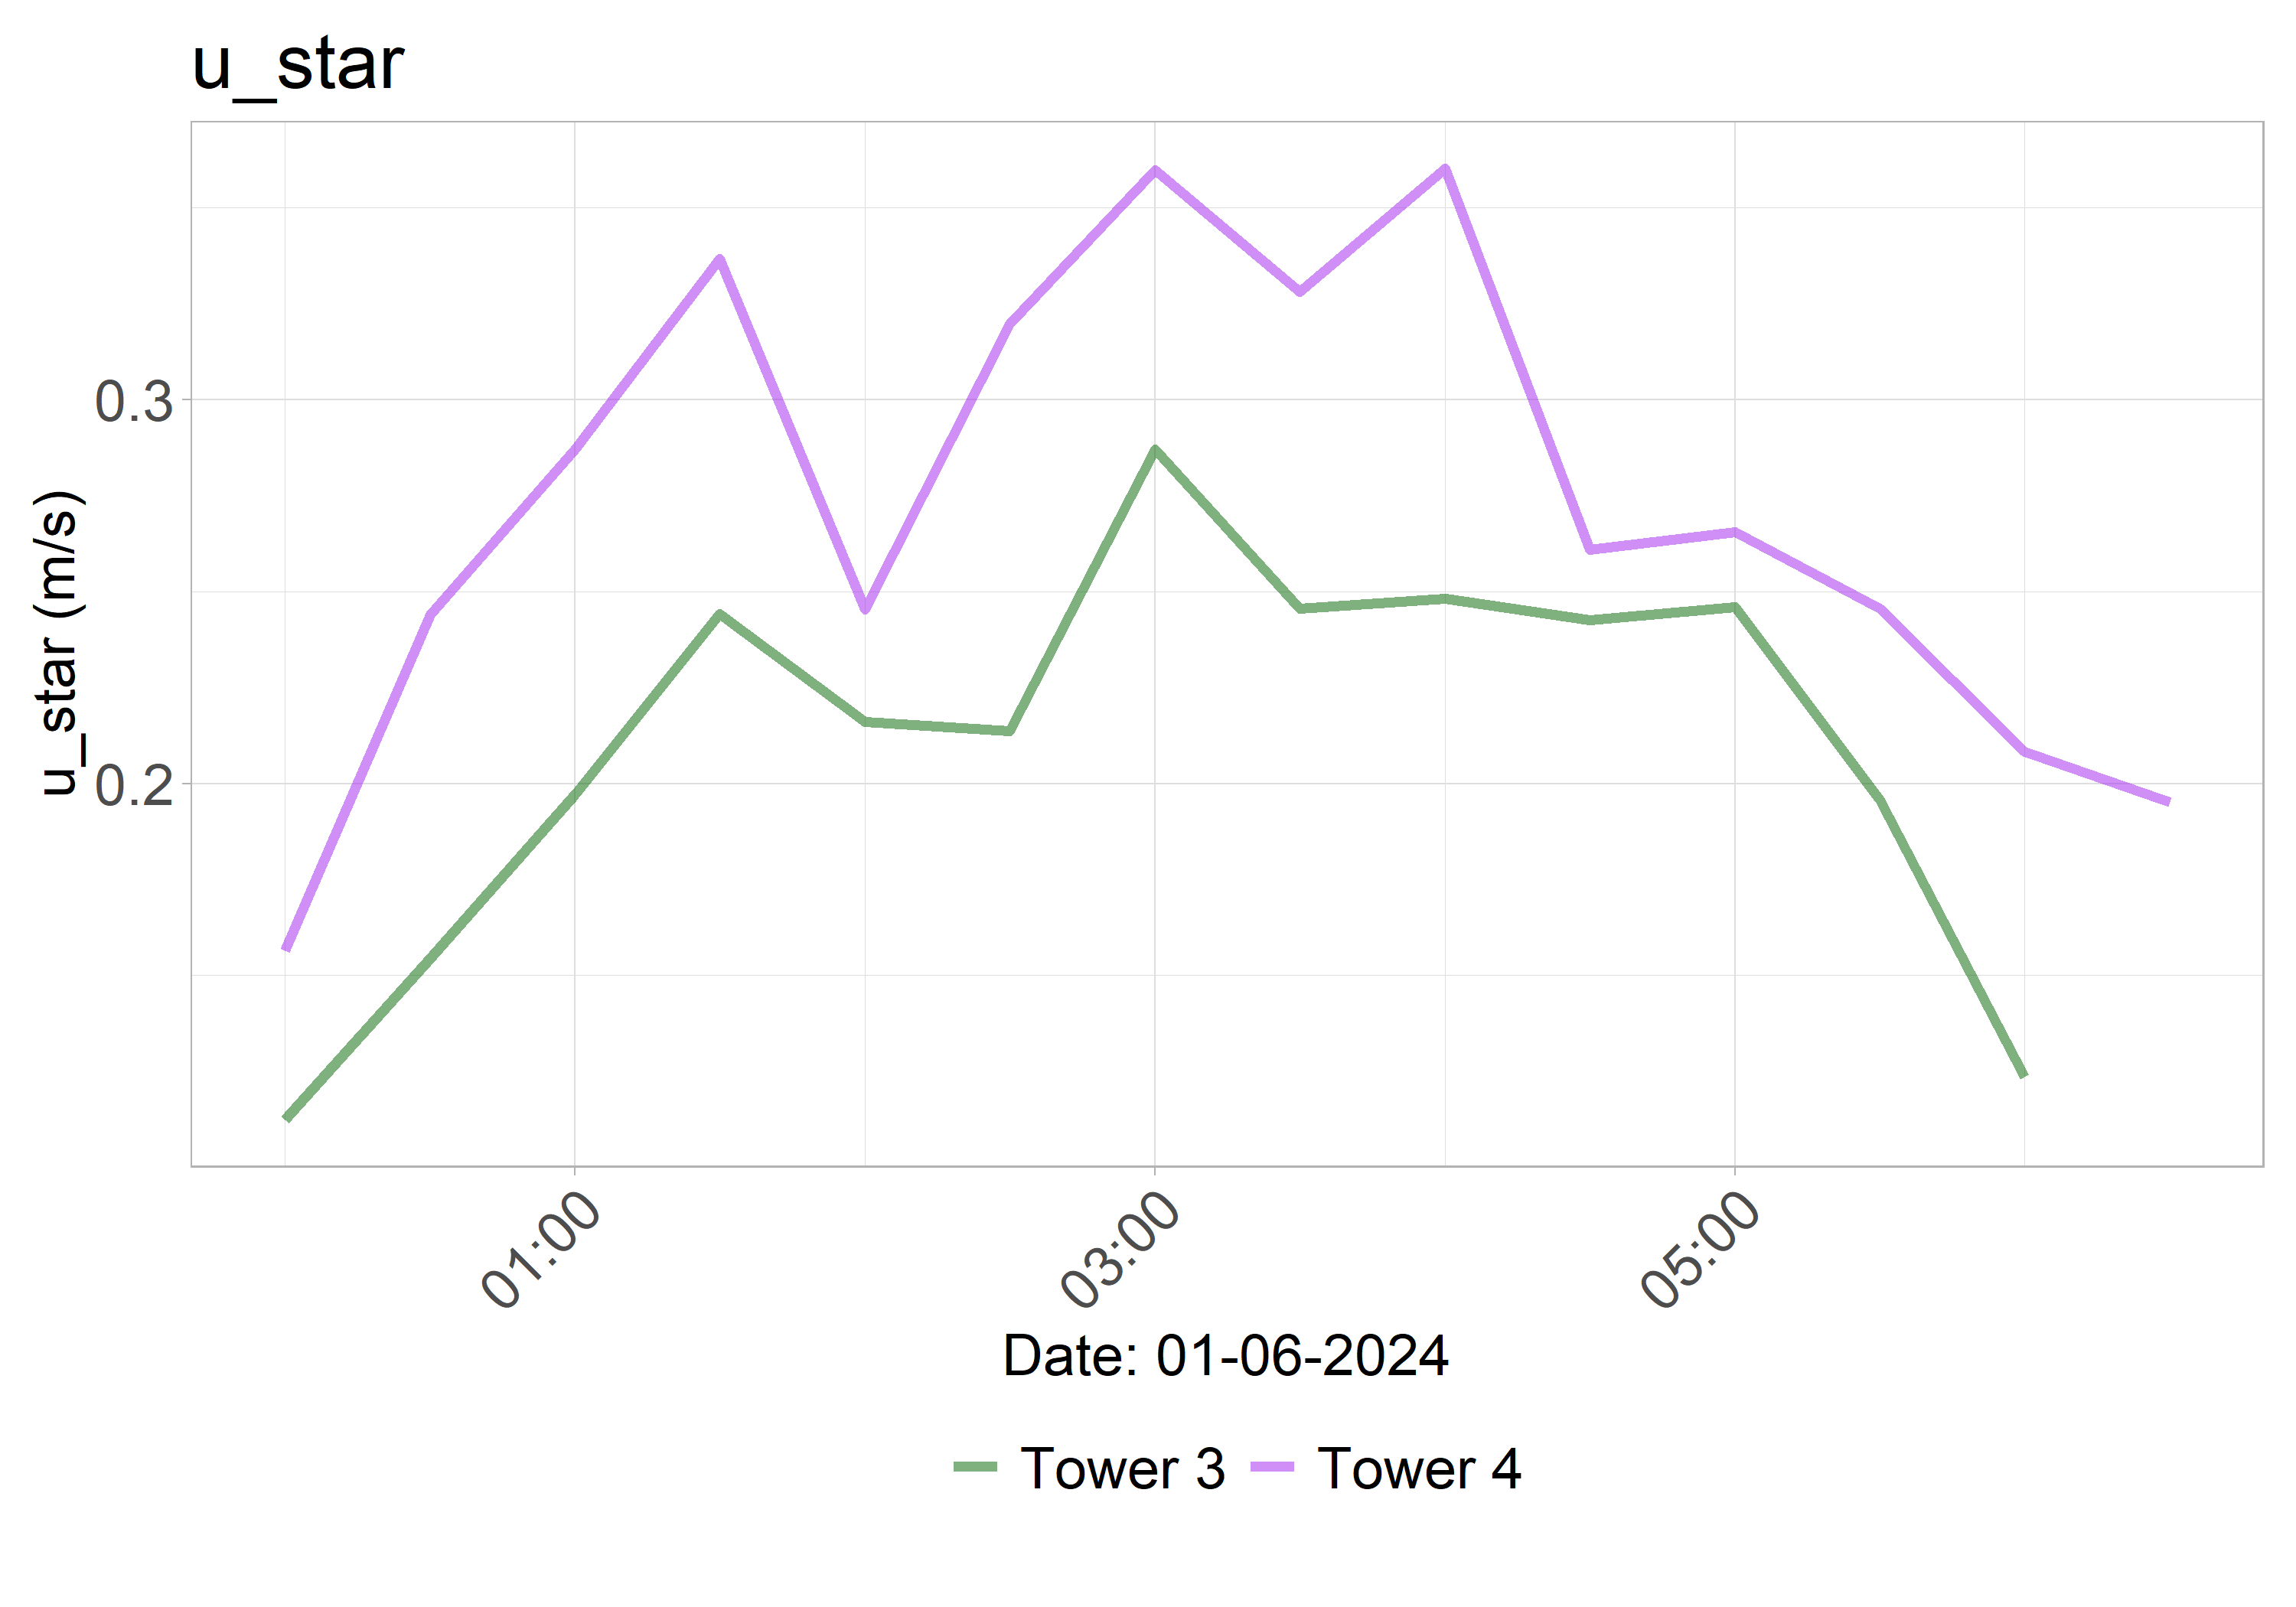 u_star
u_star (m/s)
0.3
0.2
01:00
03:00
05:00
Date: 01-06-2024
Tower 3
Tower 4